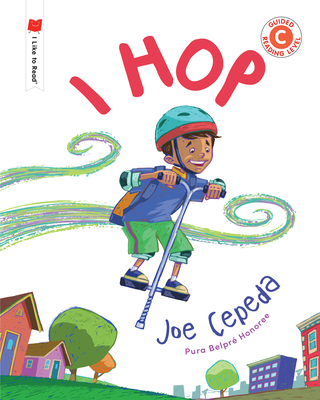 I Like to Read®
GUIDED
C
READING LEVEL
I HOP
Joe Cepeda
Pura Belpré Honoree